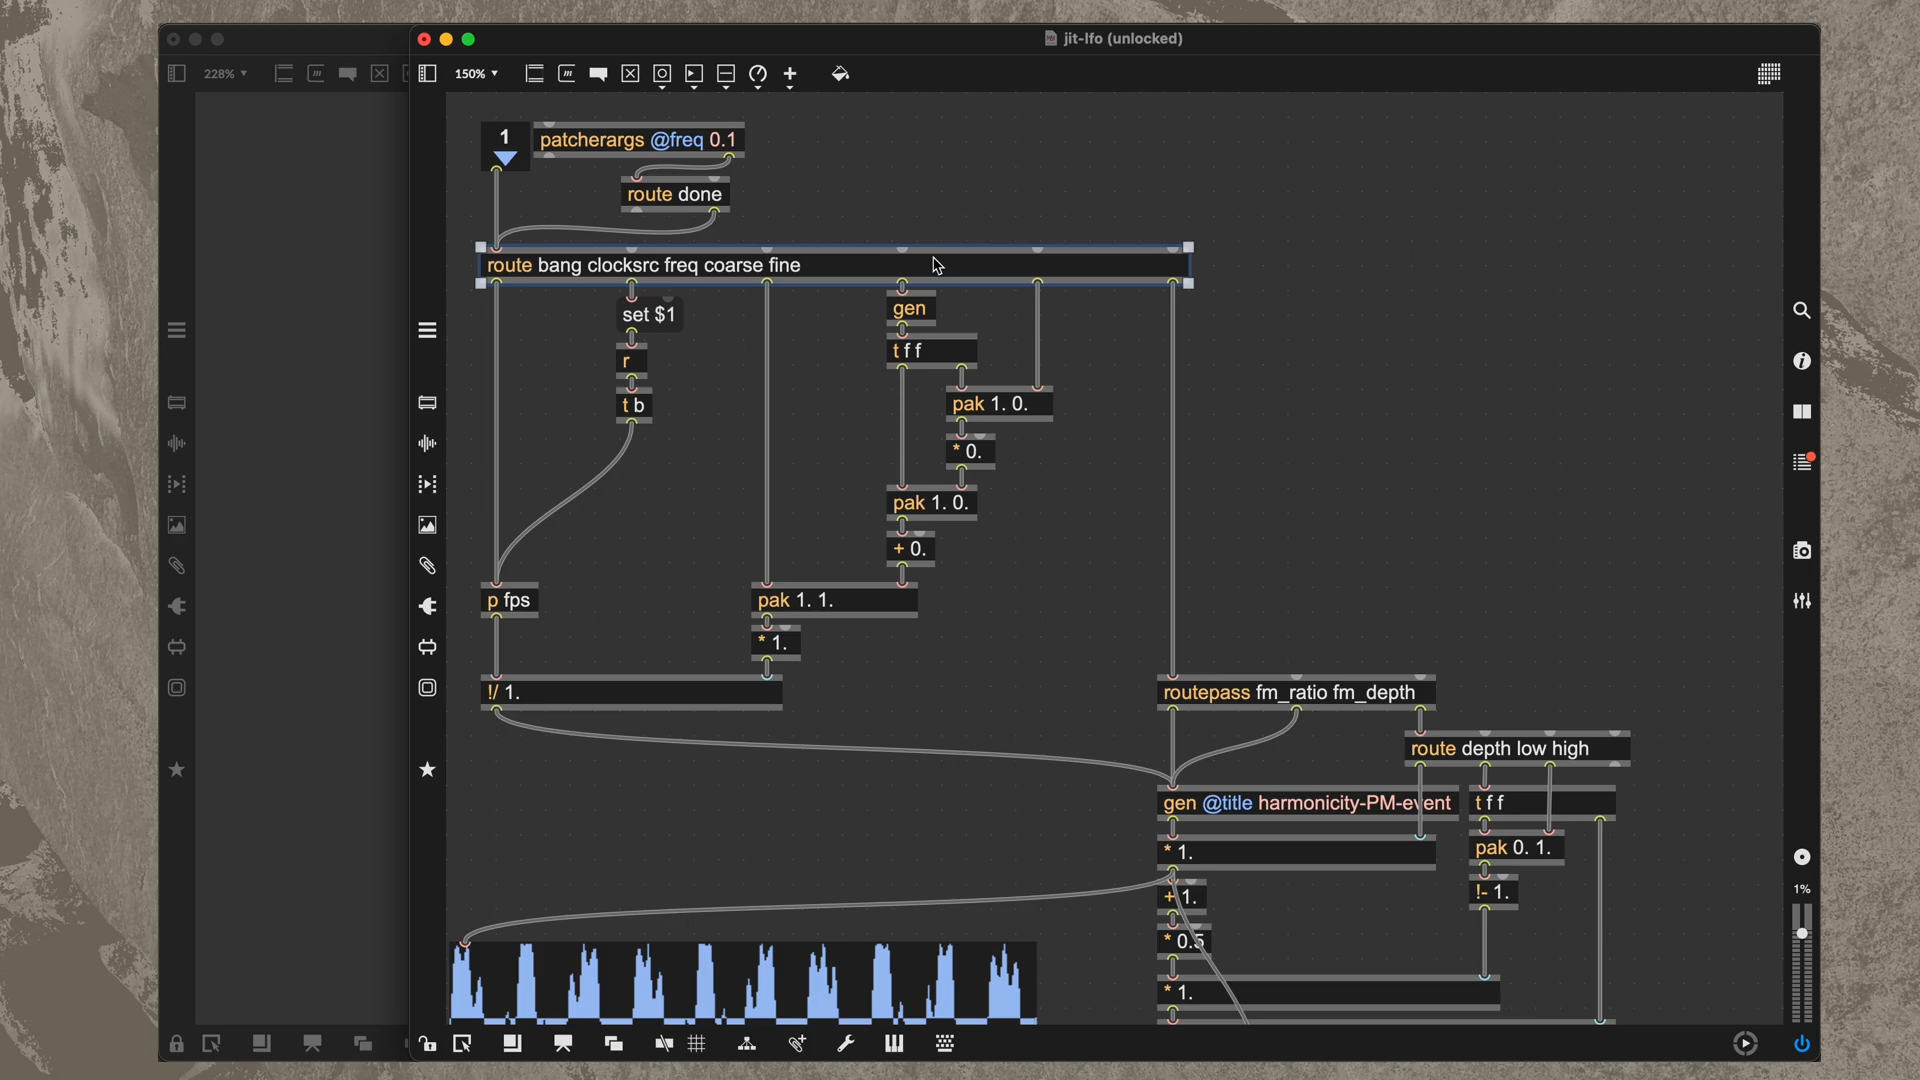 jit-lfo (unlocked)
228%
150%
1
patcherargs @freq 0.1
route done
route bang clocksrc freq coarse fine
set $1
gen
r
t f f
t b
pak 1. 0.
* 0.
pak 1. 0.
+ 0.
p fps
pak 1. 1.
* 1.
!/ 1.
routepass fm_ratio fm_depth
route depth low high
gen @title harmonicity-PM-event
t f f
* 1.
pak 0. 1.
+ 1.
!- 1.
* 0.5
* 1.
1%